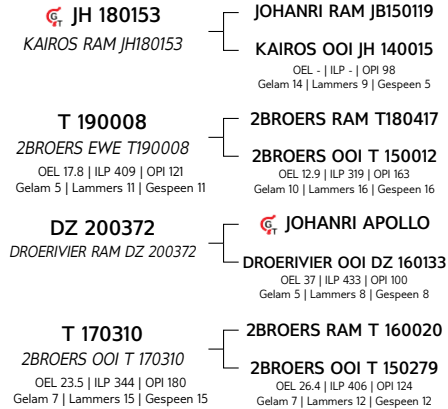 GT JH 180153
KAIROS RAM JH180153
JOHANRI RAM JB150119
KAIROS OOI JH 140015
OEL - | ILP - | OPI 98
Gelam 14 | Lammers 9 | Gespeen 5
T 190008
2BROERS EWE T190008
OEL 17.8 | ILP 409 | OPI 121
Gelam 5 | Lammers 11 | Gespeen 11
2BROERS RAM T180417
2BROERS OOI T 150012
OEL 12.9 | ILP 319 | OPI 163
Gelam 10 | Lammers 16 | Gespeen 16
DZ 200372
DROERIVIER RAM DZ 200372
GT JOHANRI APOLLO
DROERIVIER OOI DZ 160133
OEL 37 | ILP 433 | OPI 100
Gelam 5 | Lammers 8 | Gespeen 8
T 170310
2BROERS OOI T 170310
OEL 23.5 | ILP 344 | OPI 180
Gelam 7 | Lammers 15 | Gespeen 15
2BROERS RAM T 160020
2BROERS OOI T 150279
OEL 26.4 | ILP 406 | OPI 124
Gelam 7 | Lammers 12 | Gespeen 12